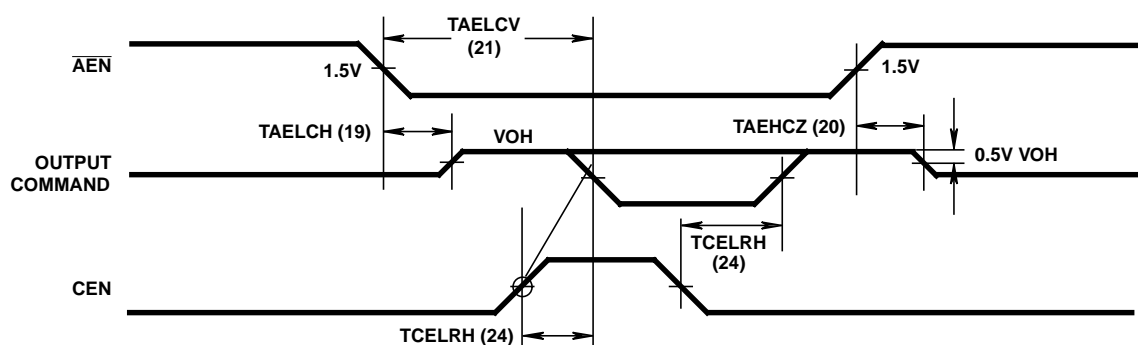 TAELCV
(21)
AEN
1.5V
1.5V
TAELCH (19)
VOH
TAEHCZ (20)
0.5V VOH
OUTPUT
COMMAND
TCELRH
(24)
CEN
TCELRH (24)